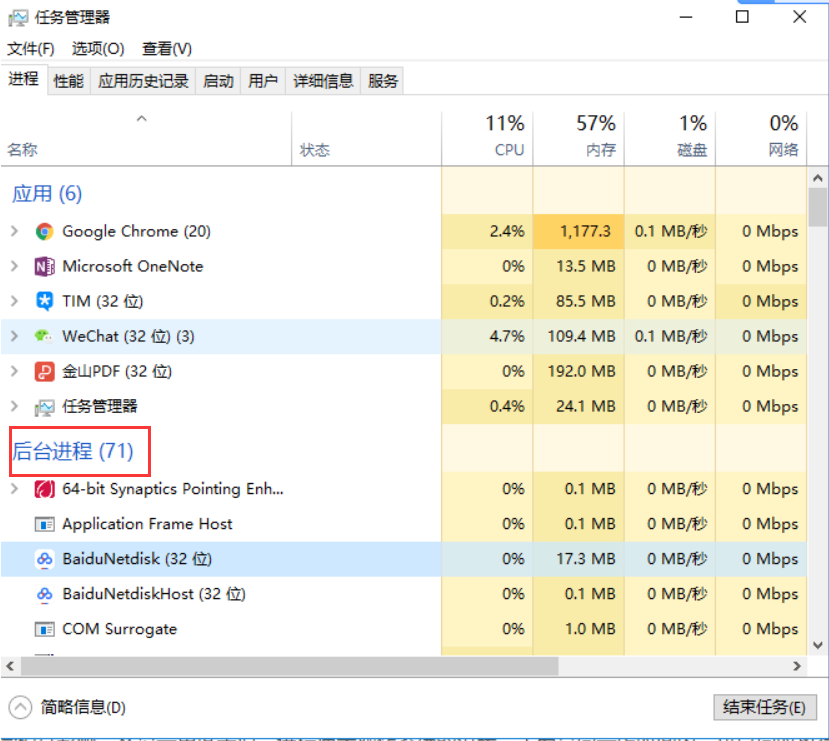 任务管理器
文件(F) 选项(O) 查看(V)
进程 性能 应用历史记录 启动 用户 详细信息 服务
11% 57% 1% 0%
名称 状态 CPU 内存 磁盘 网络
应用 (6)
Google Chrome (20) 2.4% 1,177.3 0.1 MB/秒 0 Mbps
Microsoft OneNote 0% 13.5 MB 0 MB/秒 0 Mbps
TIM (32 位) 0.2% 85.5 MB 0 MB/秒 0 Mbps
WeChat (32 位) (3) 4.7% 109.4 MB 0.1 MB/秒 0 Mbps
金山PDF (32 位) 0% 192.0 MB 0 MB/秒 0 Mbps
任务管理器 0.4% 24.1 MB 0 MB/秒 0 Mbps
后台进程 (71)
64-bit Synaptics Pointing Enh... 0% 0.1 MB 0 MB/秒 0 Mbps
Application Frame Host 0% 0.1 MB 0 MB/秒 0 Mbps
BaiduNetdisk (32 位) 0% 17.3 MB 0 MB/秒 0 Mbps
BaiduNetdiskHost (32 位) 0% 0.1 MB 0 MB/秒 0 Mbps
COM Surrogate 0% 1.0 MB 0 MB/秒 0 Mbps
简略信息(D) 结束任务(E)